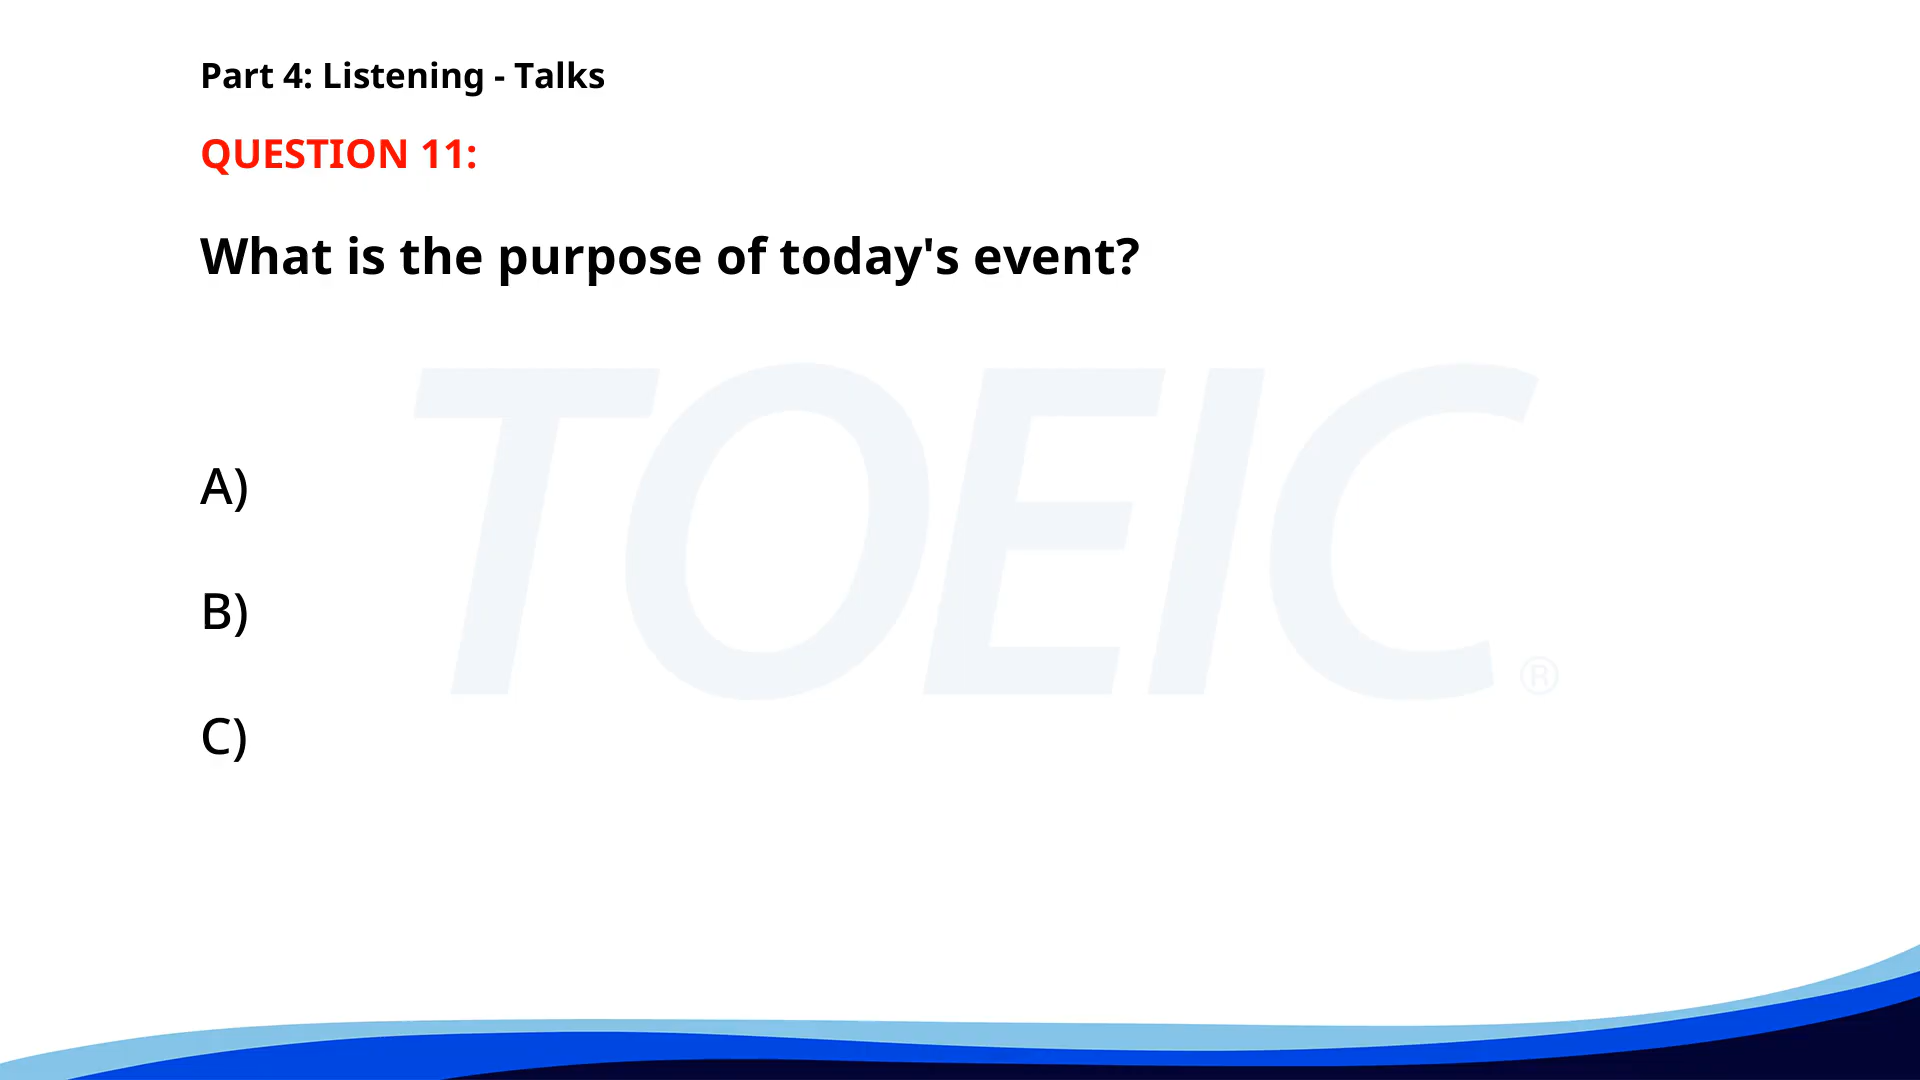 Part 4: Listening - Talks
QUESTION 11:
What is the purpose of today's event?
TOEIC®
A)
B)
C)